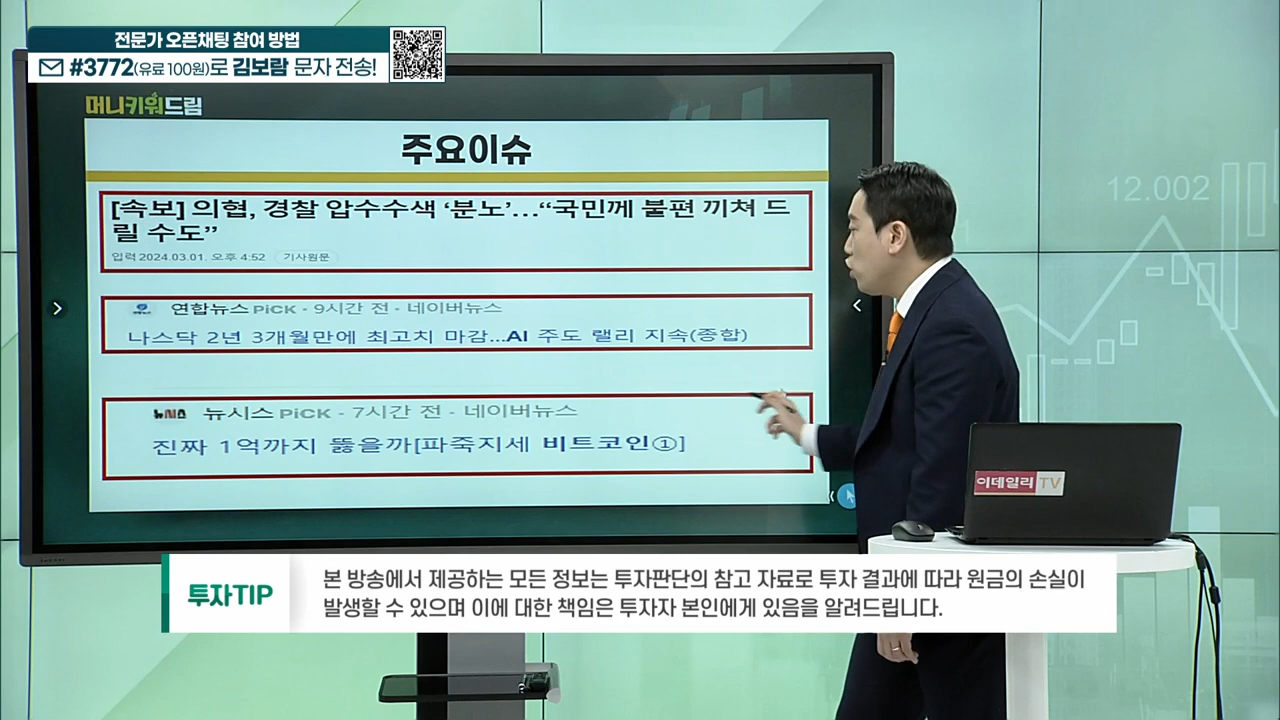 전문가 오픈채팅 참여 방법
#3772(유료 100원)로 김보람 문자 전송!
머니키워드림
주요이슈
[속보] 의협, 경찰 압수수색 ‘분노’…“국민께 불편 끼쳐 드
릴 수도”
입력 2024.03.01. 오후 4:52 기사원문
연합뉴스 PiCK · 9시간 전 · 네이버뉴스
나스닥 2년 3개월만에 최고치 마감...AI 주도 랠리 지속(종합)
뉴시스 PiCK · 7시간 전 · 네이버뉴스
진짜 1억까지 뚫을까[파죽지세 비트코인①]
12.002
이데일리 TV
투자TIP
본 방송에서 제공하는 모든 정보는 투자판단의 참고 자료로 투자 결과에 따라 원금의 손실이
발생할 수 있으며 이에 대한 책임은 투자자 본인에게 있음을 알려드립니다.